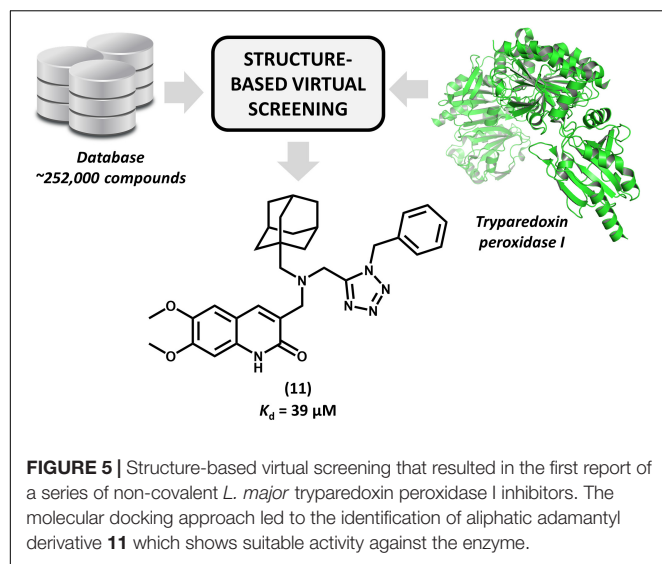 STRUCTURE-
BASED VIRTUAL
SCREENING
Database
~252,000 compounds
Tryparedoxin
peroxidase I
N
N
N
N
N
O
O
N
H
O
(11)
Kd = 39 µM
FIGURE 5 | Structure-based virtual screening that resulted in the first report of
a series of non-covalent L. major tryparedoxin peroxidase I inhibitors. The
molecular docking approach led to the identification of aliphatic adamantyl
derivative 11 which shows suitable activity against the enzyme.